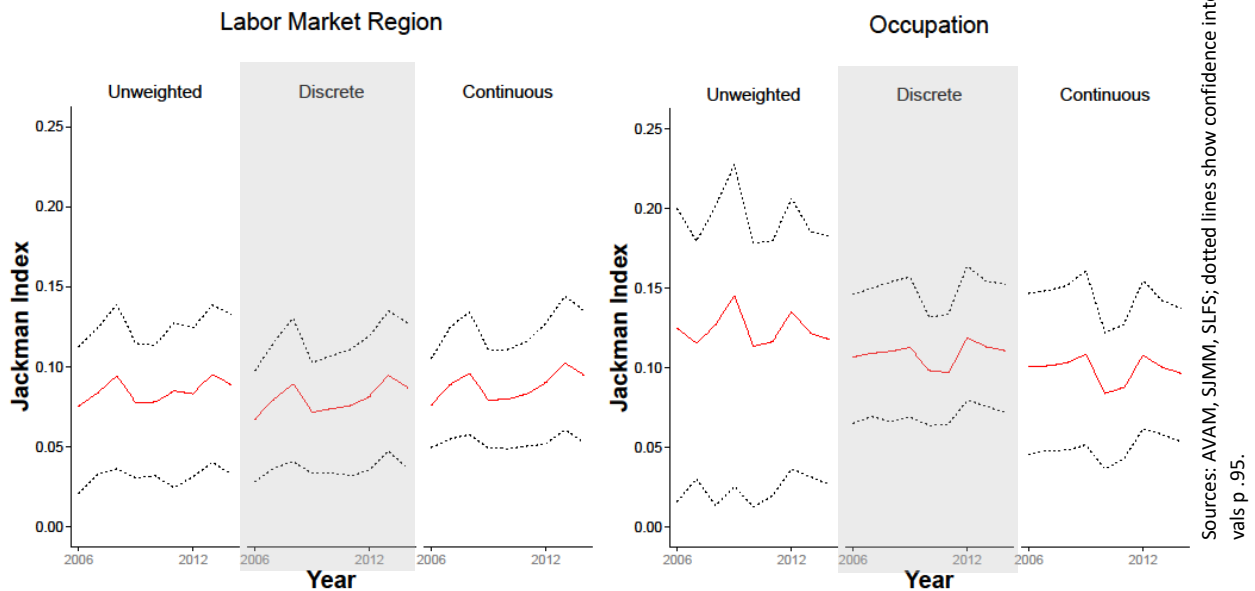 Labor Market Region
Unweighted
Discrete
Continuous
0.25
0.20
0.15
0.10
0.05
0.00
Jackman Index
2006
2012
2006
2012
2006
2012
Year
Occupation
Unweighted
Discrete
Continuous
0.25
0.20
0.15
0.10
0.05
0.00
Jackman Index
2006
2012
2006
2012
2006
2012
Year
Sources: AVAM, SJMM, SLFS; dotted lines show confidence inte
vals p .95.